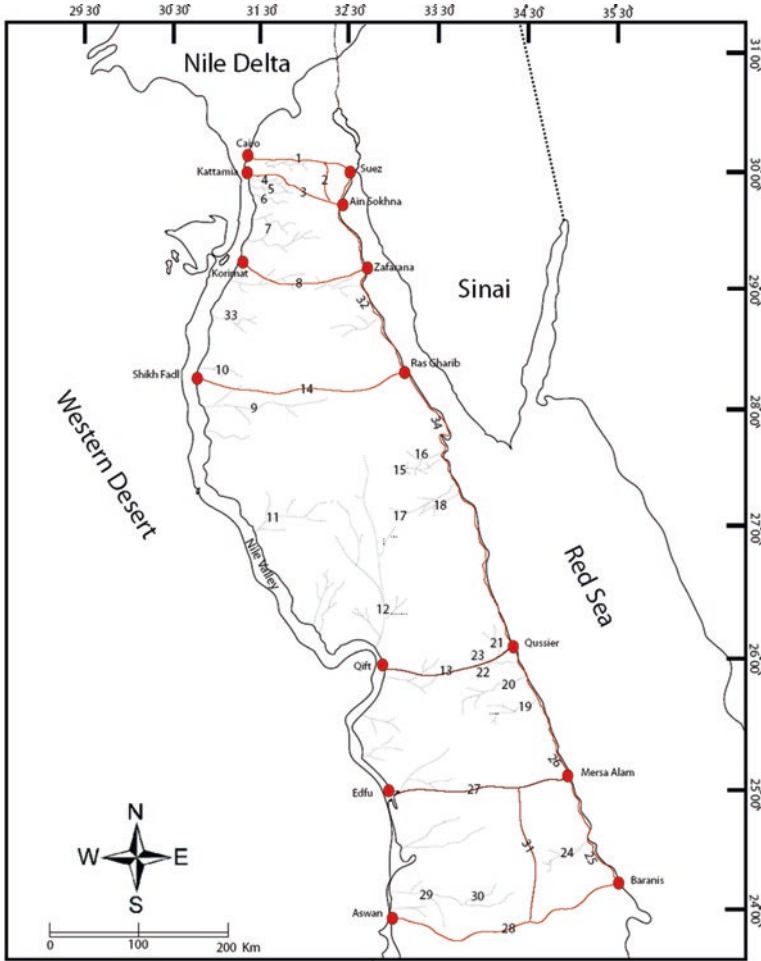 29 30 30 30 31 30 32 30 33 30 34 30 35 30
31 00
Nile Delta
Cairo
1
30 00
Kattamia
Suez
4
2
5
3
6
Ain Sokhna
7
Korimat
Zafarana
8
29 00
Sinai
32
33
Ras Gharib
10
Shikh Fadl
14
9
28 00
34
Western Desert
16
15
18
17
11
27 00
Nile Valley
Red Sea
12
21
Qussier
23
26 00
Qift
13
22
20
19
26
Mersa Alam
Edfu
27
25 00
N
31
24
25
W E
Baranis
29
30
S
Aswan
24 00
28
0 100 200 Km